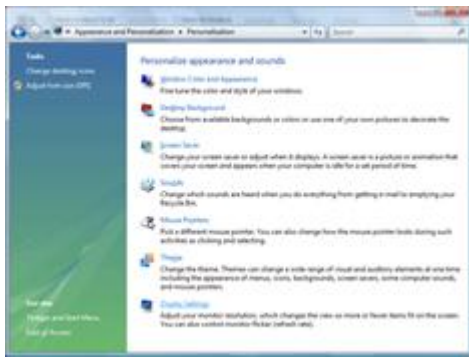 Appearance and Personalization ▸ Personalization
Search
Tasks
Change desktop icons
Adjust font size (DPI)
Personalize appearance and sounds
Window Color and Appearance
Fine tune the color and style of your windows.
Desktop Background
Choose from available backgrounds or colors or use one of your own pictures to decorate the
desktop.
Screen Saver
Change your screen saver or adjust when it displays. A screen saver is a picture or animation that
covers your screen and appears when your computer is idle for a set period of time.
Sounds
Change which sounds are heard when you do everything from getting e-mail to emptying your
Recycle Bin.
Mouse Pointers
Pick a different mouse pointer. You can also change how the mouse pointer looks during such
activities as clicking and selecting.
Theme
Change the theme. Themes can change a wide range of visual and auditory elements at one time
including the appearance of menus, icons, backgrounds, screen savers, some computer sounds,
and mouse pointers.
Display Settings
Adjust your monitor resolution, which changes the view so more or fewer items fit on the screen.
You can also control monitor flicker (refresh rate).
See also
Taskbar and Start Menu
Ease of Access